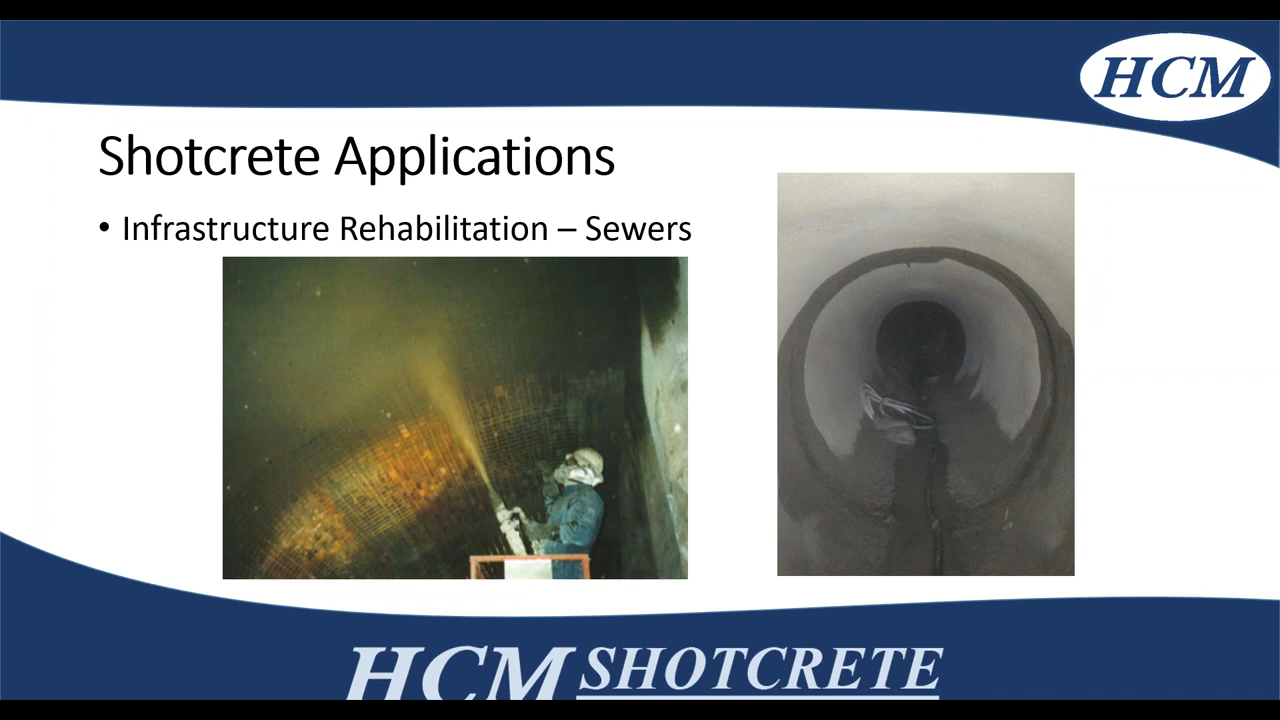 HCM
Shotcrete Applications
• Infrastructure Rehabilitation – Sewers
HCM SHOTCRETE